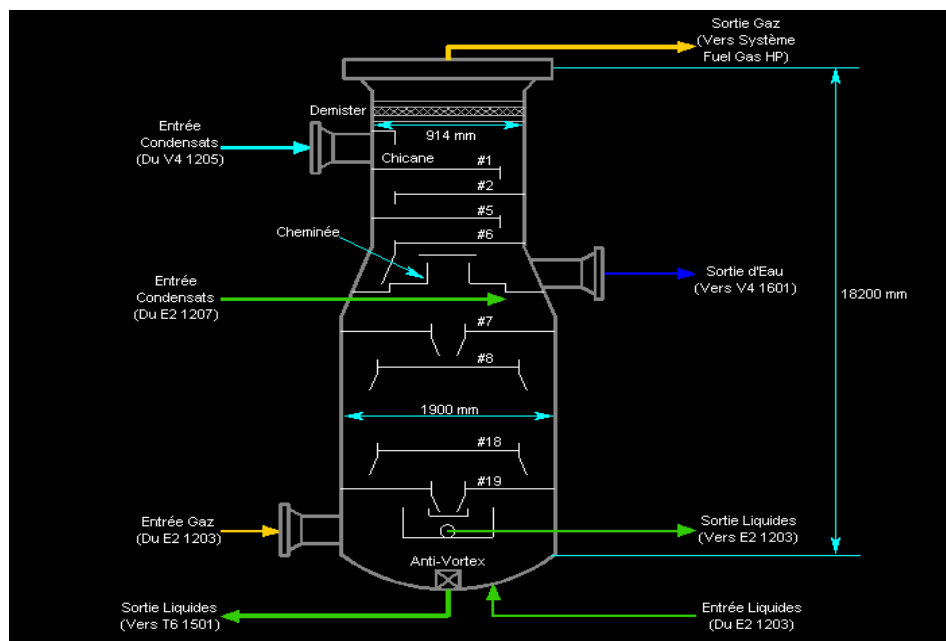 Sortie Gaz
(Vers Système
Fuel Gas HP)
Demister
Entrée
Condensats
(Du V4 1205)
914 mm
Chicane
#1
#2
#5
#6
Cheminée
Entrée
Condensats
(Du E2 1207)
Sortie d'Eau
(Vers V4 1601)
18200 mm
#7
#8
1900 mm
#18
#19
Entrée Gaz
(Du E2 1203)
Sortie Liquides
(Vers E2 1203)
Anti-Vortex
Sortie Liquides
(Vers T6 1501)
Entrée Liquides
(Du E2 1203)